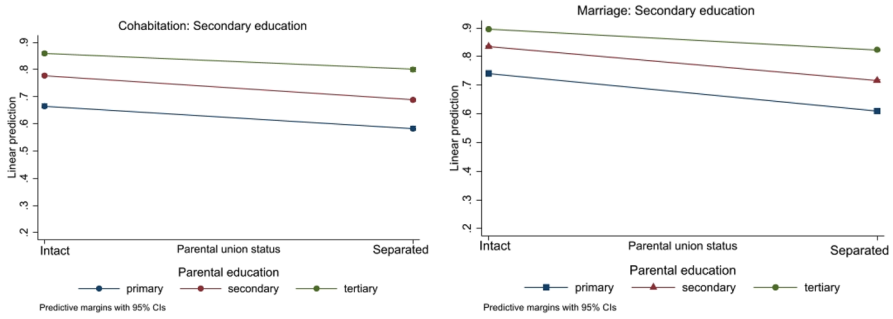 Cohabitation: Secondary education
Linear prediction
.9
.8
.7
.6
.5
.4
.3
.2
Intact
Parental union status
Separated
Parental education
primary
secondary
tertiary
Predictive margins with 95% CIs
Marriage: Secondary education
Linear prediction
.9
.8
.7
.6
.5
.4
.3
.2
Intact
Parental union status
Separated
Parental education
primary
secondary
tertiary
Predictive margins with 95% CIs